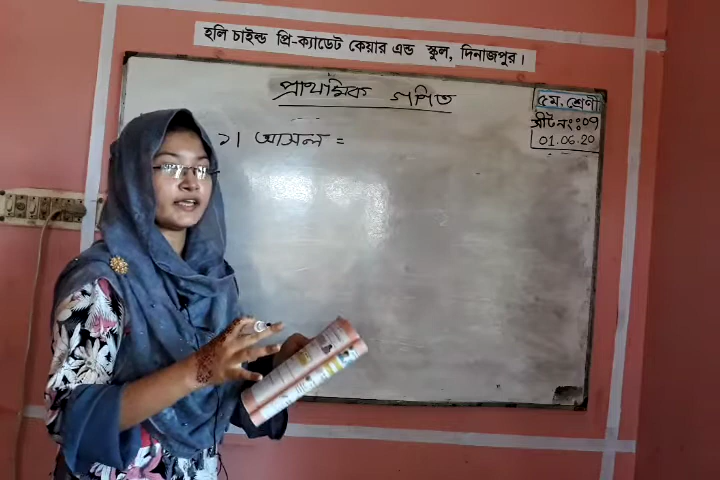 হলি চাইল্ড প্রি-ক্যাডেট কেয়ার এন্ড স্কুল, দিনাজপুর।
প্রাথমিক গণিত
৫ম. শ্রেণী
শীট নং ঃ ০৭
01.06.20
১। আসল =